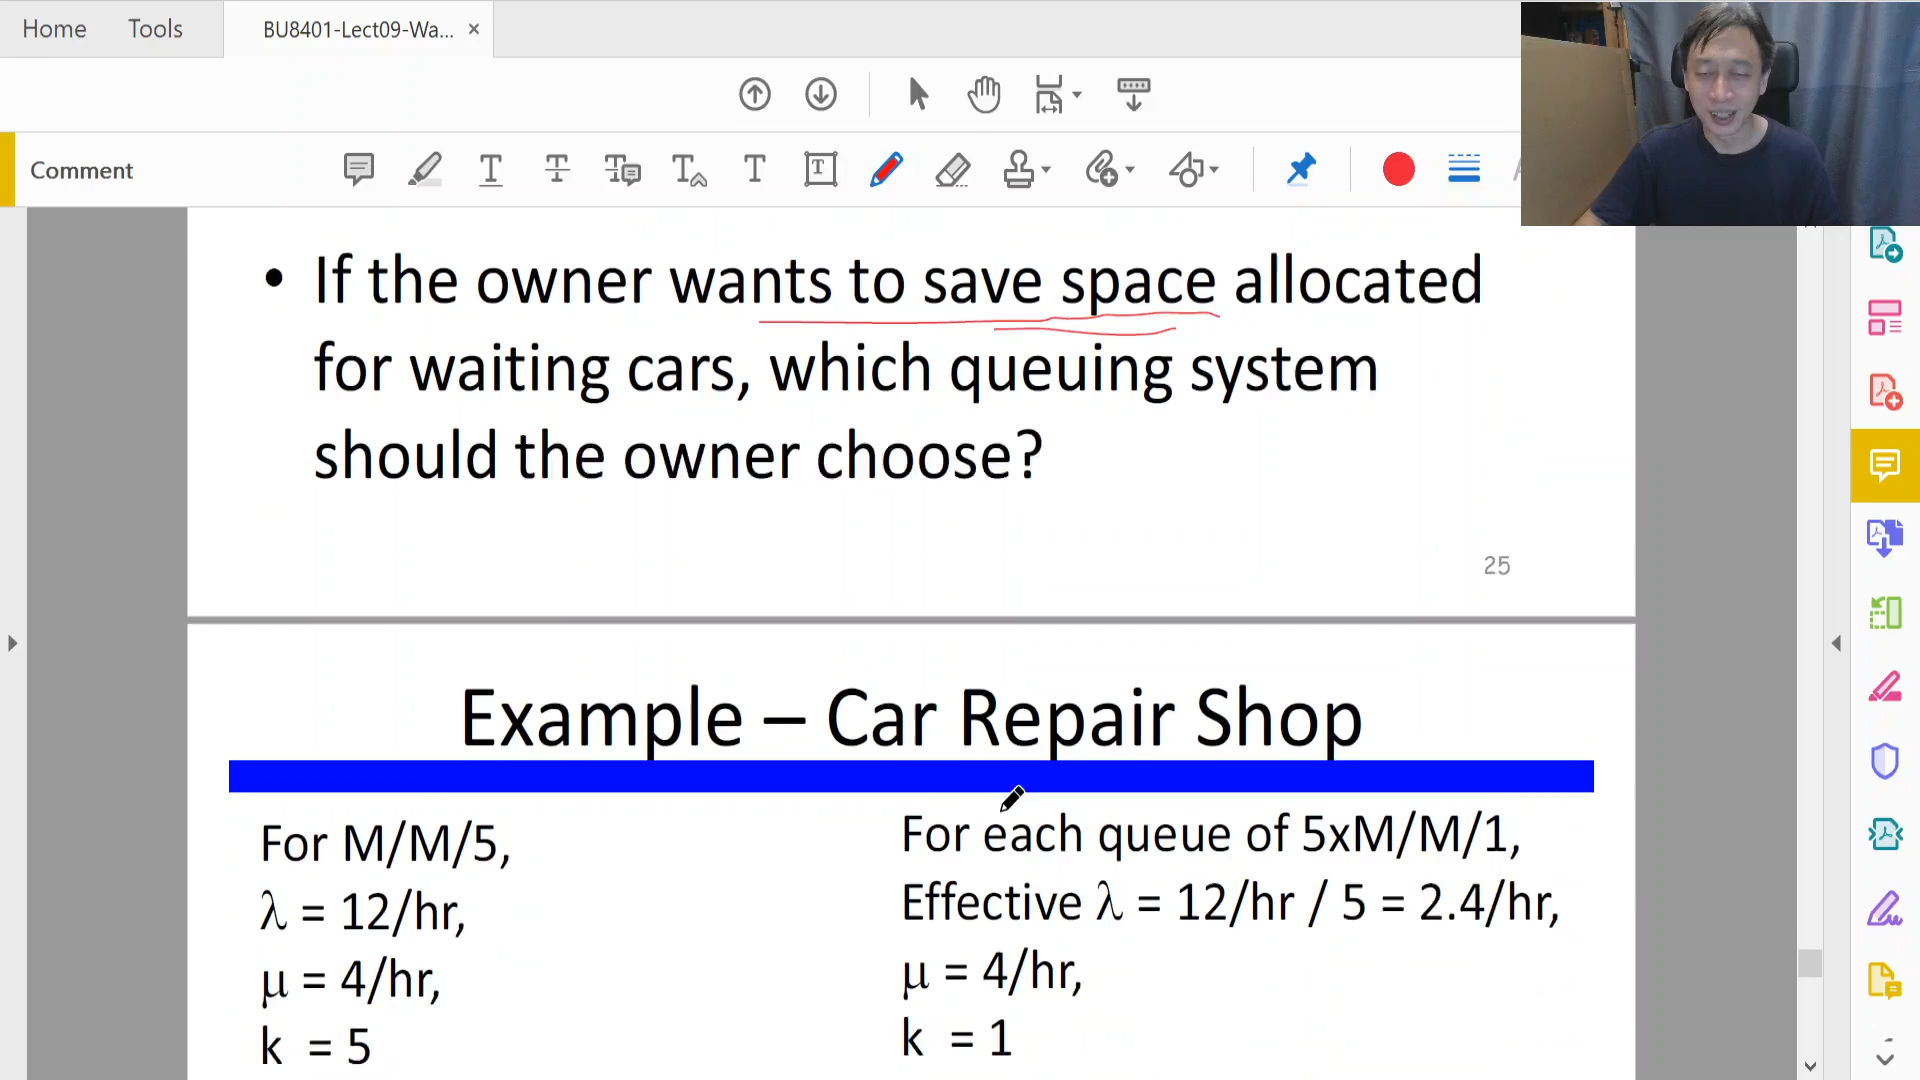 Home
Tools
BU8401-Lect09-Wa...
Comment
• If the owner wants to save space allocated
for waiting cars, which queuing system
should the owner choose?
25
Example – Car Repair Shop
For M/M/5,
λ = 12/hr,
μ = 4/hr,
k = 5
For each queue of 5xM/M/1,
Effective λ = 12/hr / 5 = 2.4/hr,
μ = 4/hr,
k = 1